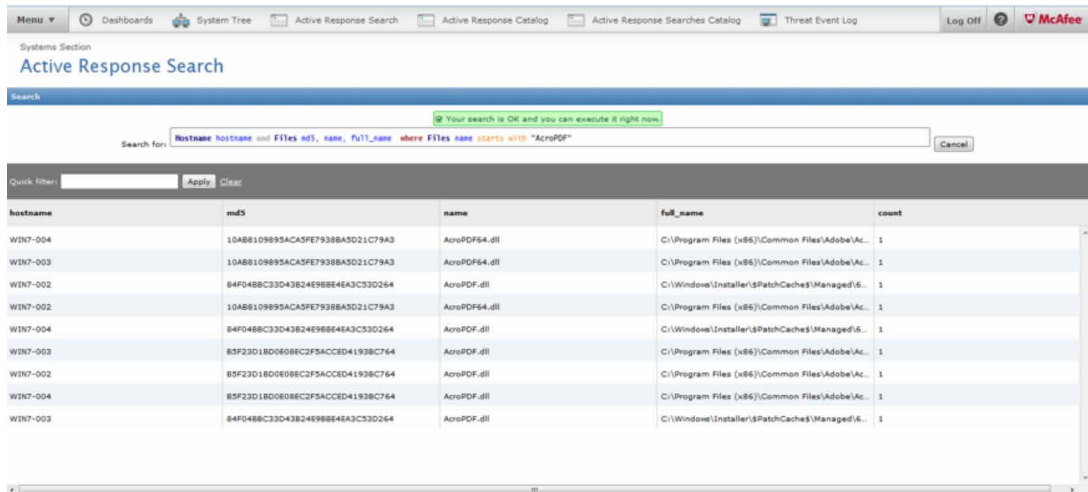 Menu ▼ Dashboards System Tree Active Response Search Active Response Catalog Active Response Searches Catalog Threat Event Log Log Off ? McAfee
Systems Section
Active Response Search
Search
Your search is OK and you can execute it right now.
Search for: Hostname hostname and Files md5, name, full_name where Files name starts with "AcroPDF" Cancel
Quick filter: Apply Clear
hostname md5 name full_name count
WIN7-004 10AB8109895ACA5FE7938BA5D21C79A3 AcroPDF64.dll C:\Program Files (x86)\Common Files\Adobe\Ac... 1
WIN7-003 10AB8109895ACA5FE7938BA5D21C79A3 AcroPDF64.dll C:\Program Files (x86)\Common Files\Adobe\Ac... 1
WIN7-002 84F04BBC33D43B24E9B8E4EA3C53D264 AcroPDF.dll C:\Windows\Installer\$PatchCache$\Managed\6... 1
WIN7-002 10AB8109895ACA5FE7938BA5D21C79A3 AcroPDF64.dll C:\Program Files (x86)\Common Files\Adobe\Ac... 1
WIN7-004 84F04BBC33D43B24E9B8E4EA3C53D264 AcroPDF.dll C:\Windows\Installer\$PatchCache$\Managed\6... 1
WIN7-003 B5F23D1BD0E08EC2F5ACCED4193BC764 AcroPDF.dll C:\Program Files (x86)\Common Files\Adobe\Ac... 1
WIN7-002 B5F23D1BD0E08EC2F5ACCED4193BC764 AcroPDF.dll C:\Program Files (x86)\Common Files\Adobe\Ac... 1
WIN7-004 B5F23D1BD0E08EC2F5ACCED4193BC764 AcroPDF.dll C:\Program Files (x86)\Common Files\Adobe\Ac... 1
WIN7-003 84F04BBC33D43B24E9B8E4EA3C53D264 AcroPDF.dll C:\Windows\Installer\$PatchCache$\Managed\6... 1